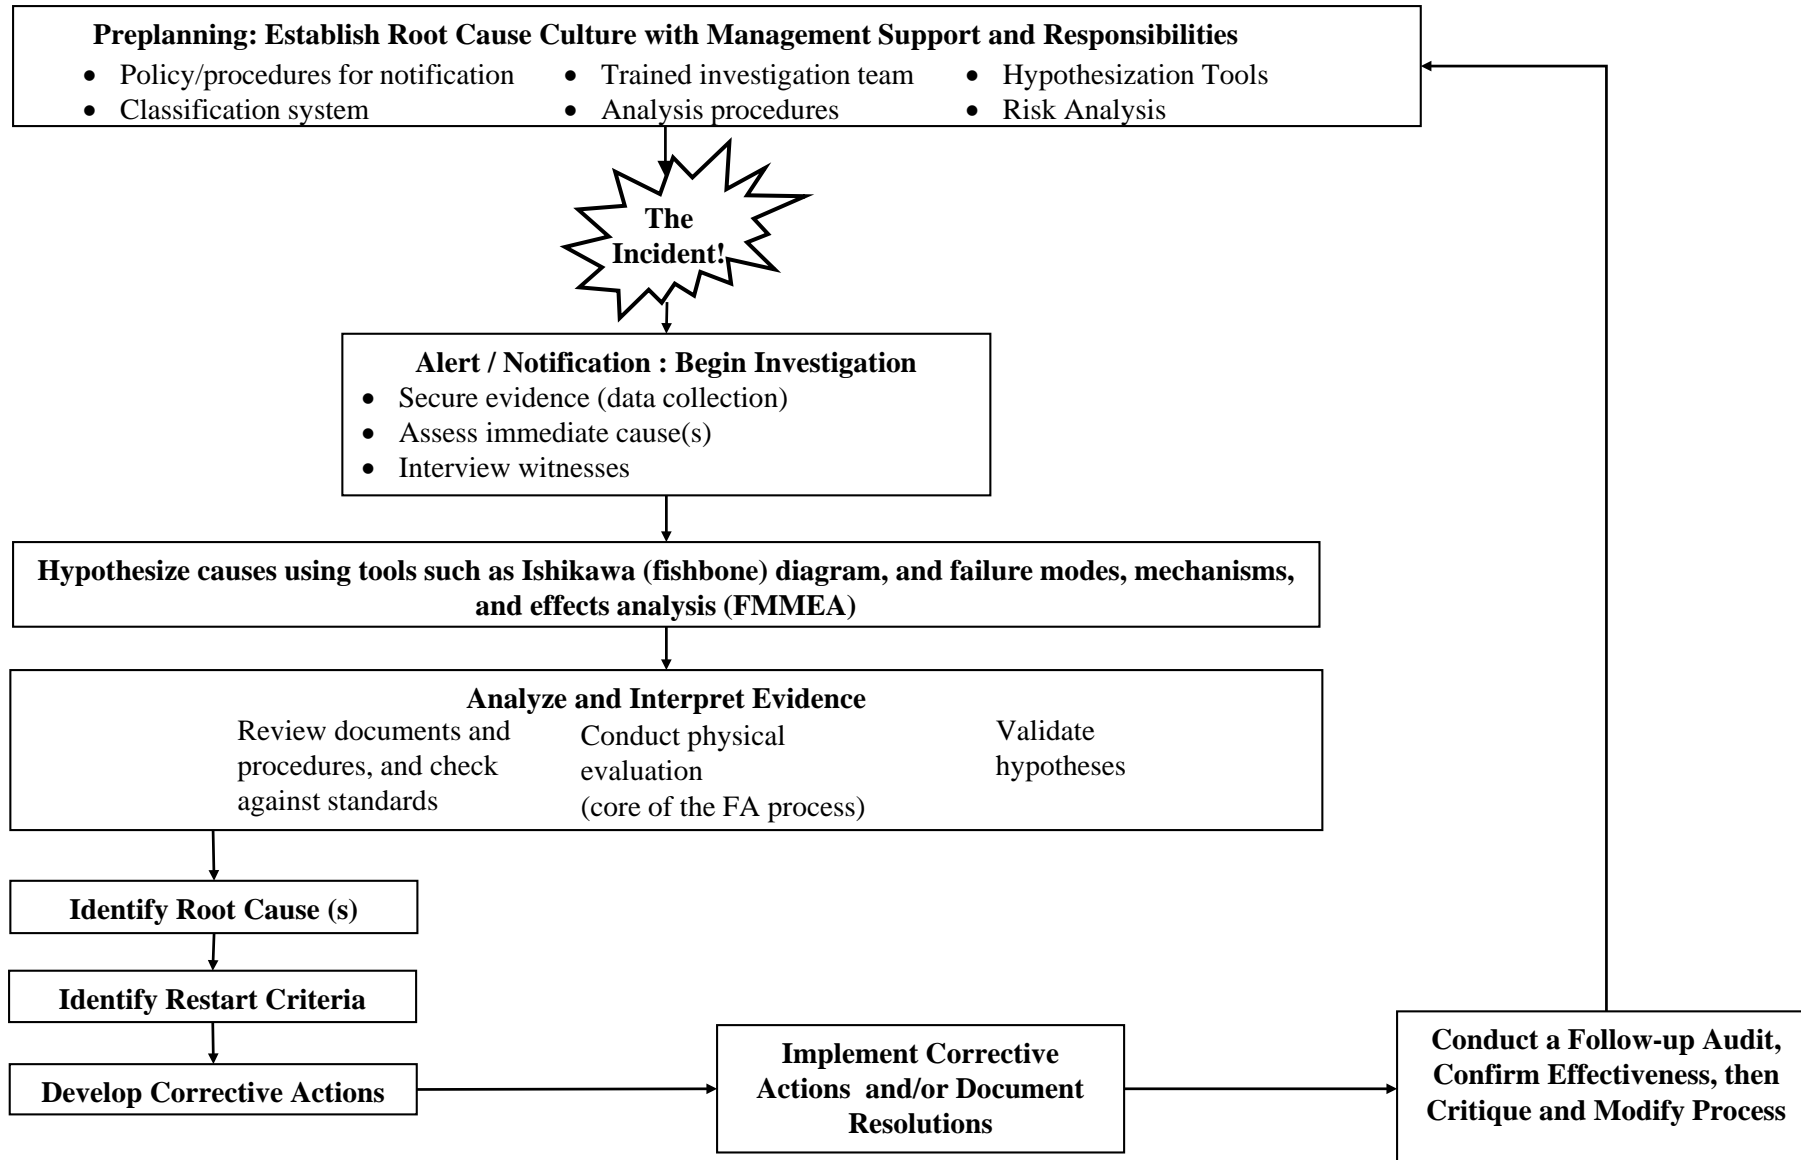 Preplanning: Establish Root Cause Culture with Management Support and Responsibilities
• Policy/procedures for notification
• Classification system
• Trained investigation team
• Analysis procedures
• Hypothesization Tools
• Risk Analysis
The
Incident!
Alert / Notification : Begin Investigation
• Secure evidence (data collection)
• Assess immediate cause(s)
• Interview witnesses
Hypothesize causes using tools such as Ishikawa (fishbone) diagram, and failure modes, mechanisms,
and effects analysis (FMMEA)
Analyze and Interpret Evidence
Review documents and
procedures, and check
against standards
Conduct physical
evaluation
(core of the FA process)
Validate
hypotheses
Identify Root Cause (s)
Identify Restart Criteria
Develop Corrective Actions
Implement Corrective
Actions and/or Document
Resolutions
Conduct a Follow-up Audit,
Confirm Effectiveness, then
Critique and Modify Process